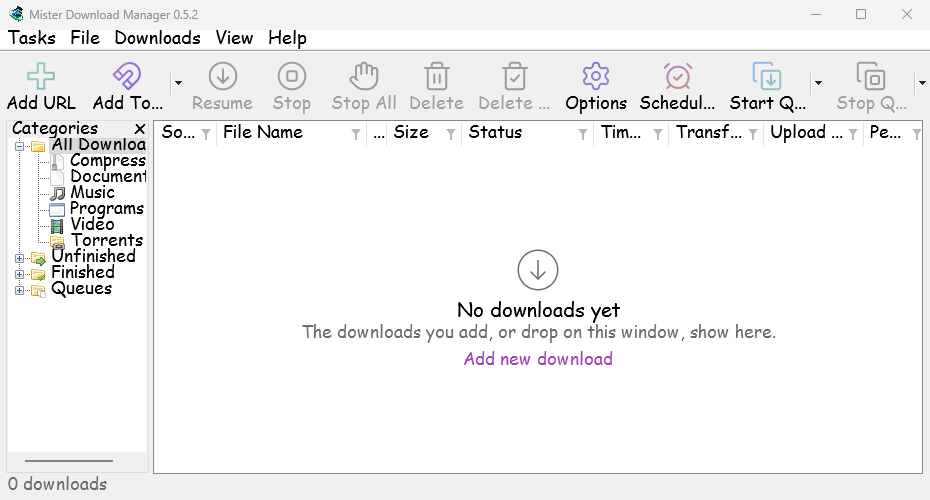 Mister Download Manager 0.5.2
Tasks File Downloads View Help
Add URL Add To... Resume Stop Stop All Delete Delete ... Options Schedul... Start Q... Stop Q...
Categories
So... File Name ... Size Status Tim... Transf... Upload ... Pe...
All Downloa
Compress
Document
Music
Programs
Video
Torrents
Unfinished
Finished
Queues
No downloads yet
The downloads you add, or drop on this window, show here.
Add new download
0 downloads